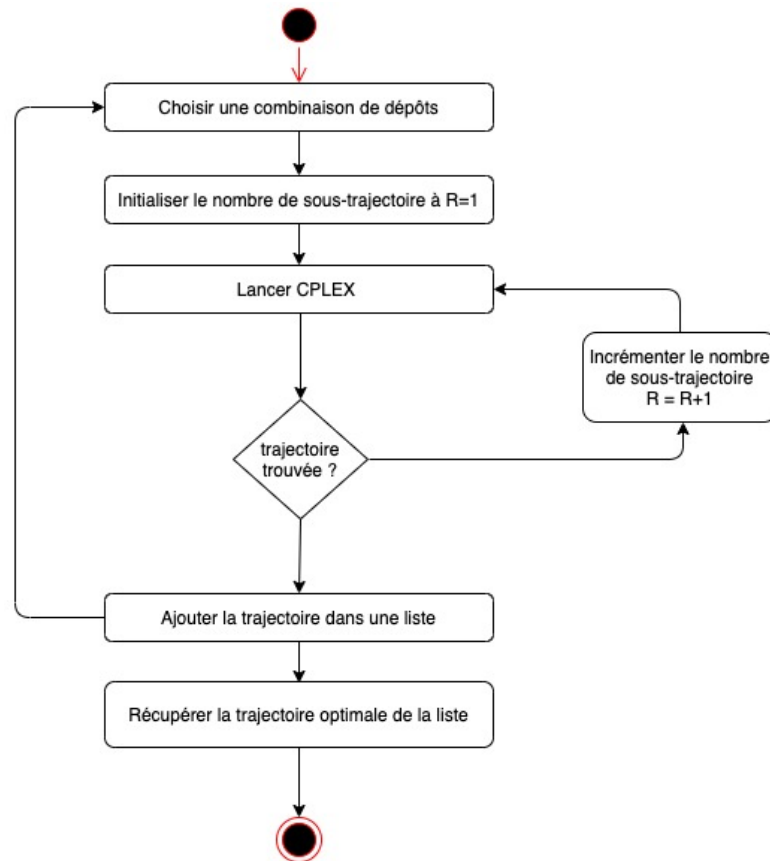 Choisir une combinaison de dépôts
Initialiser le nombre de sous-trajectoire à R=1
Lancer CPLEX
Incrémenter le nombre
de sous-trajectoire
R = R+1
trajectoire
trouvée ?
Ajouter la trajectoire dans une liste
Récupérer la trajectoire optimale de la liste